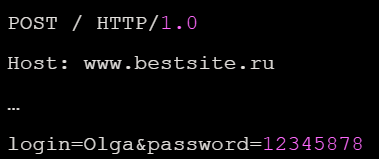 POST / HTTP/1.0
Host: www.bestsite.ru
…
login=Olga&password=12345878